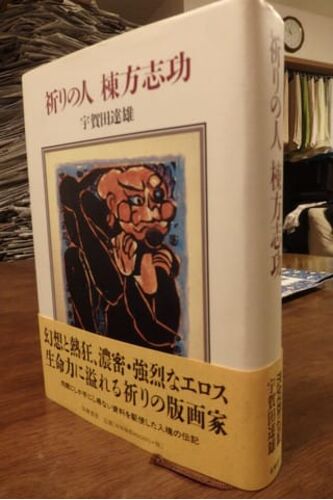 祈りの人 棟方志功
宇賀田達雄
幻想と熱狂、濃密・強烈なエロス
生命力に溢れる祈りの版画家
祈りの人 棟方志功
宇賀田達雄